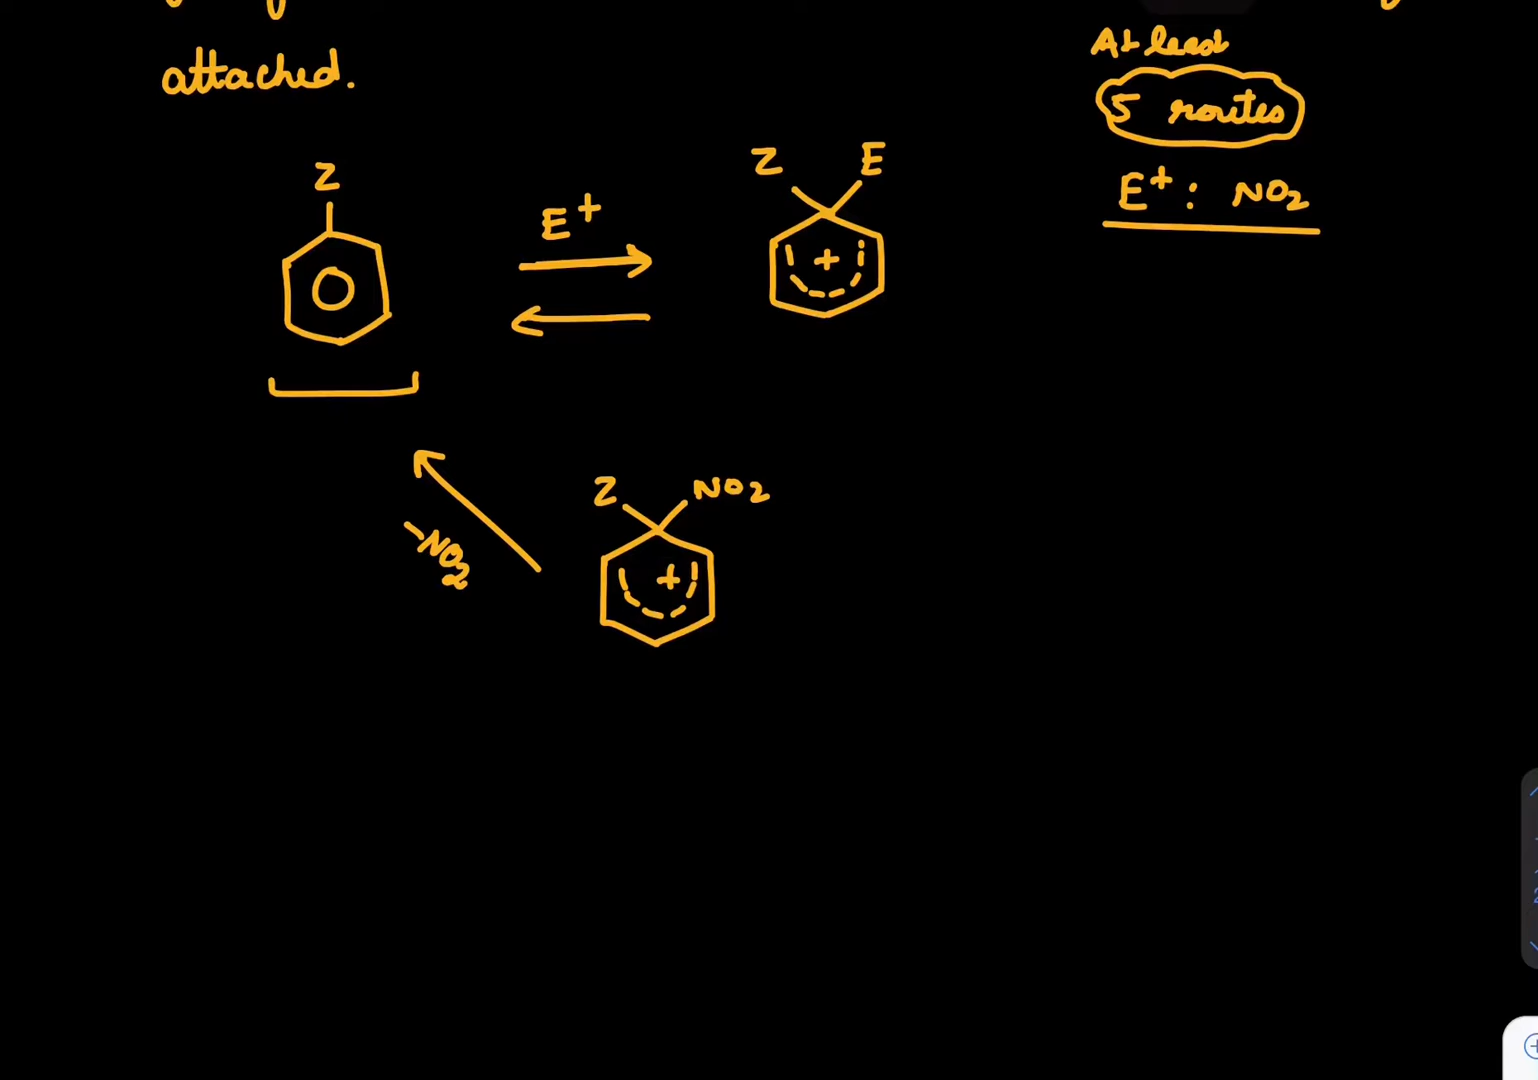 attached.
At least
5 routes
E+ : NO2
Z
E+
Z E
+
Z NO2
+
-NO2